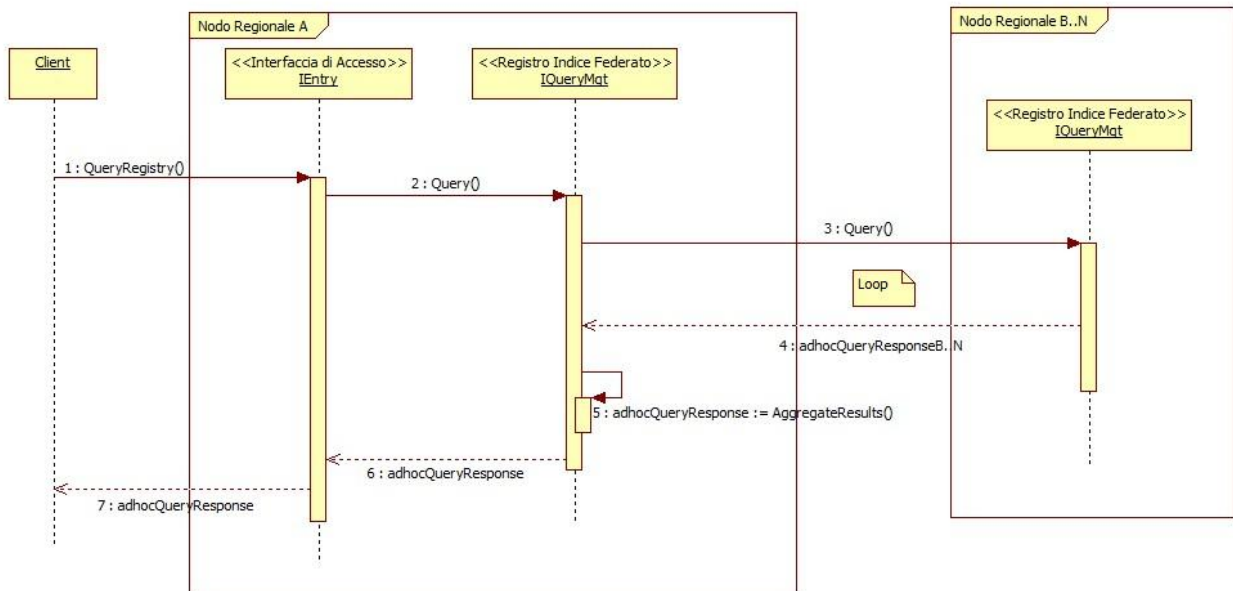 Nodo Regionale A
Nodo Regionale B..N
Client
<<Interfaccia di Accesso>>
IEntry
<<Registro Indice Federato>>
IQueryMgt
<<Registro Indice Federato>>
IQueryMgt
1 : QueryRegistry()
2 : Query()
3 : Query()
Loop
4 : adhocQueryResponseB..N
5 : adhocQueryResponse := AggregateResults()
6 : adhocQueryResponse
7 : adhocQueryResponse